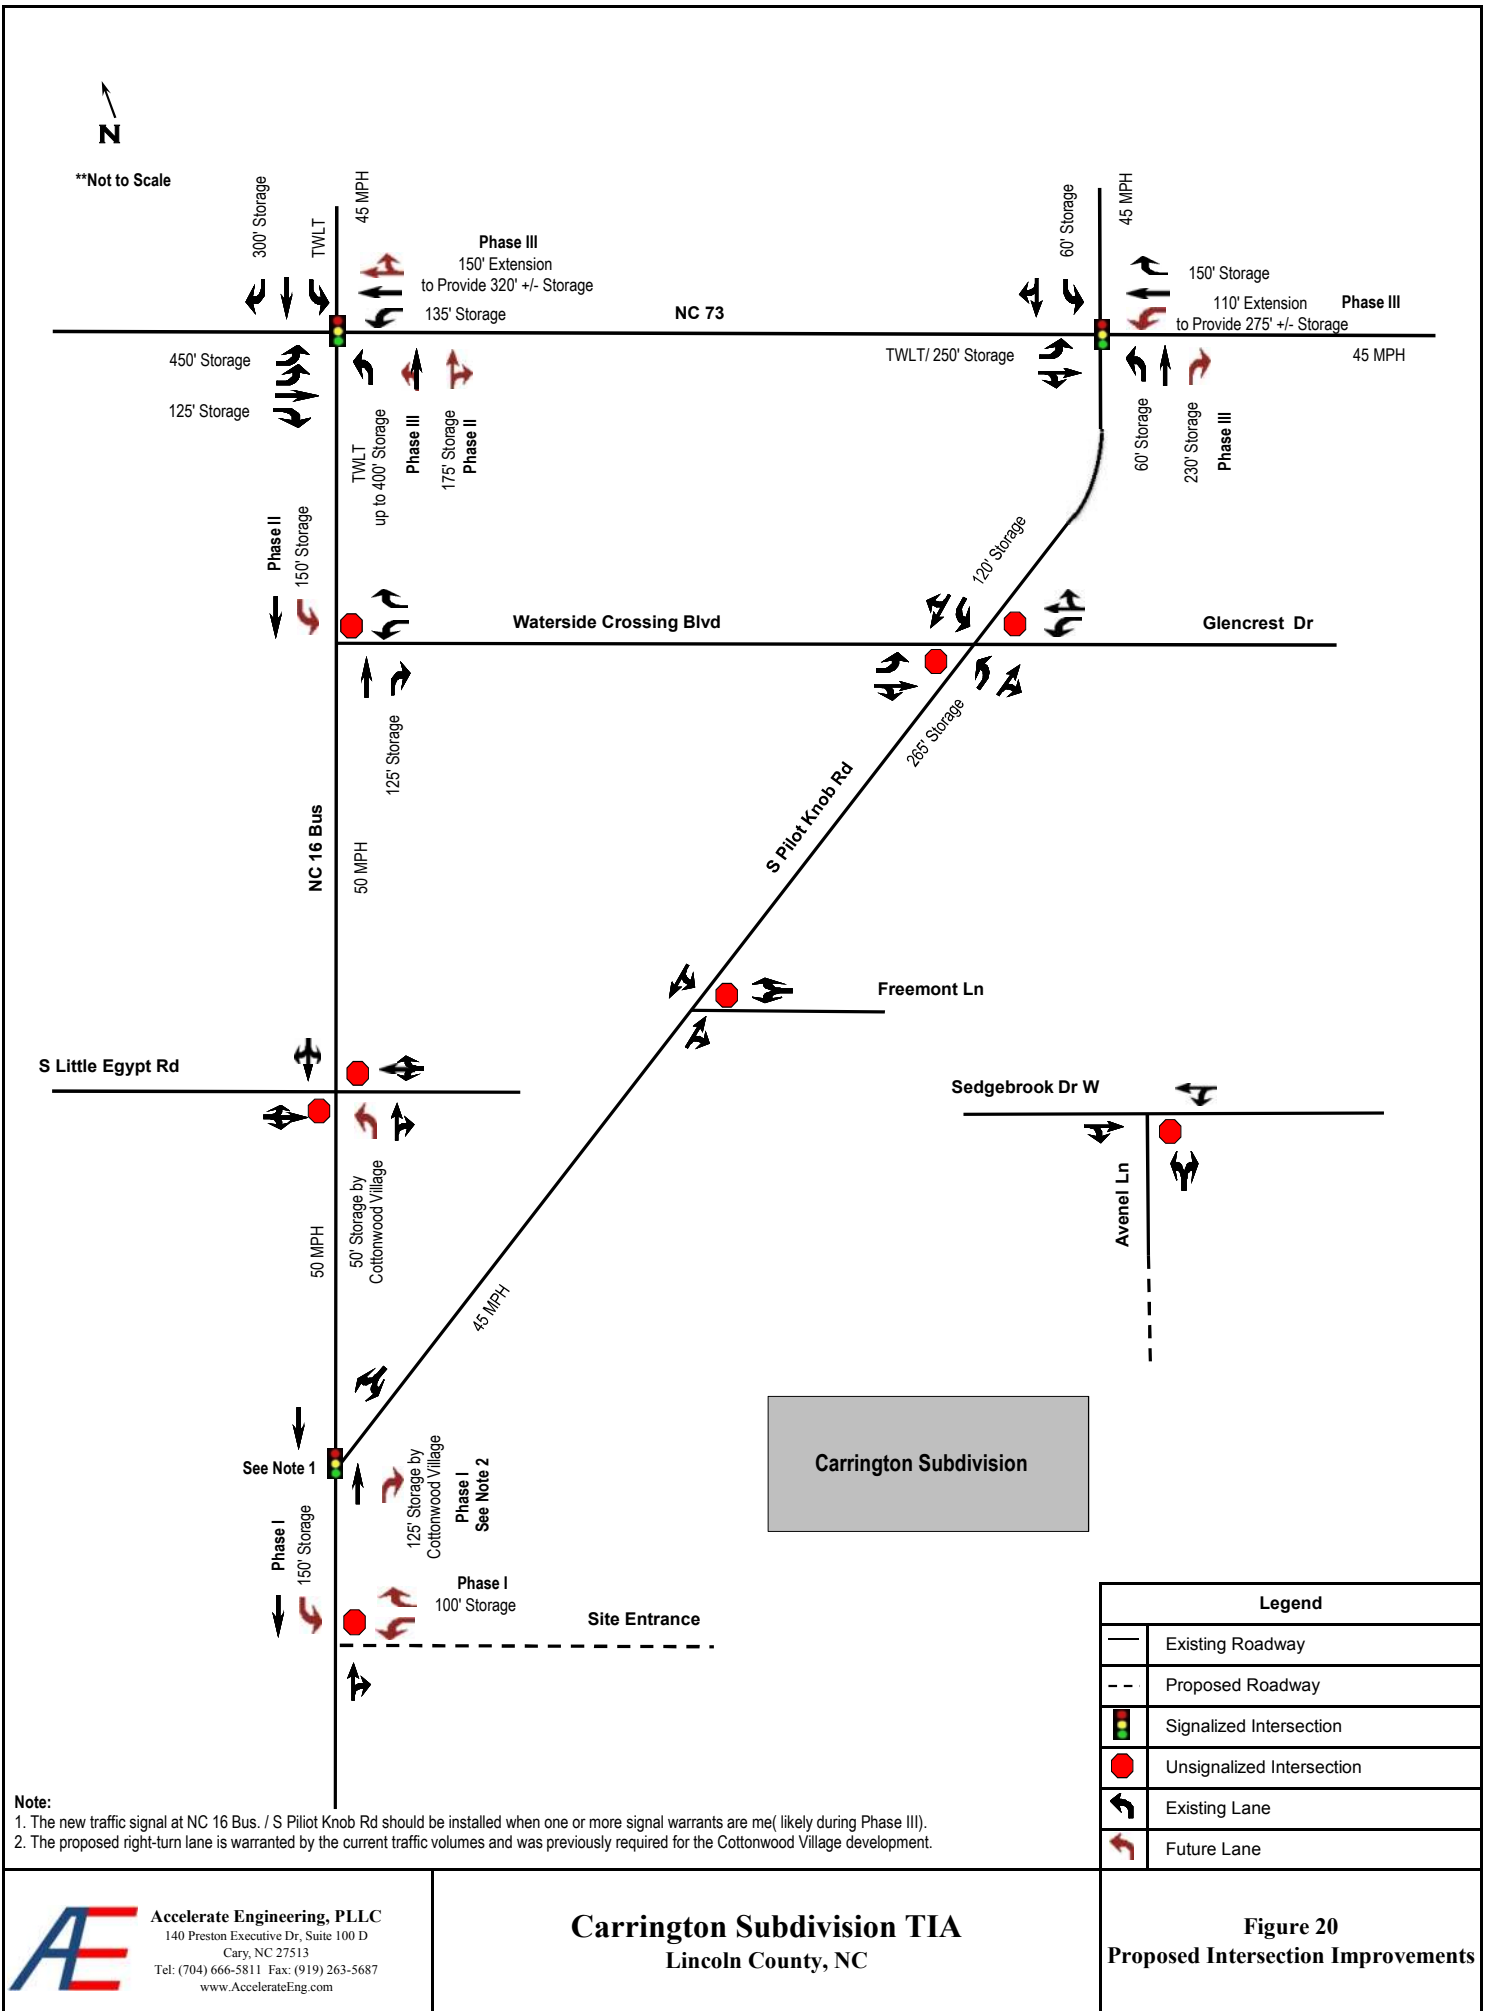 N
**Not to Scale
300' Storage
TWLT
45 MPH
Phase III
150' Extension
to Provide 320' +/- Storage
135' Storage
NC 73
60' Storage
45 MPH
150' Storage
110' Extension
Phase III
to Provide 275' +/- Storage
45 MPH
450' Storage
125' Storage
TWLT
up to 400' Storage
Phase III
175' Storage
Phase II
TWLT/ 250' Storage
60' Storage
230' Storage
Phase III
Phase II
150' Storage
Waterside Crossing Blvd
120' Storage
Glencrest Dr
125' Storage
265' Storage
NC 16 Bus
50 MPH
S Pilot Knob Rd
Freemont Ln
S Little Egypt Rd
Sedgebrook Dr W
Avenel Ln
50 MPH
50' Storage by
Cottonwood Village
45 MPH
See Note 1
125' Storage by
Cottonwood Village
Phase I
See Note 2
Carrington Subdivision
Phase I
150' Storage
Phase I
100' Storage
Site Entrance
Legend
Existing Roadway
Proposed Roadway
Signalized Intersection
Unsignalized Intersection
Existing Lane
Future Lane
Note:
1. The new traffic signal at NC 16 Bus. / S Piliot Knob Rd should be installed when one or more signal warrants are me( likely during Phase III).
2. The proposed right-turn lane is warranted by the current traffic volumes and was previously required for the Cottonwood Village development.
AE
Accelerate Engineering, PLLC
140 Preston Executive Dr, Suite 100 D
Cary, NC 27513
Tel: (704) 666-5811 Fax: (919) 263-5687
www.AccelerateEng.com
Carrington Subdivision TIA
Lincoln County, NC
Figure 20
Proposed Intersection Improvements